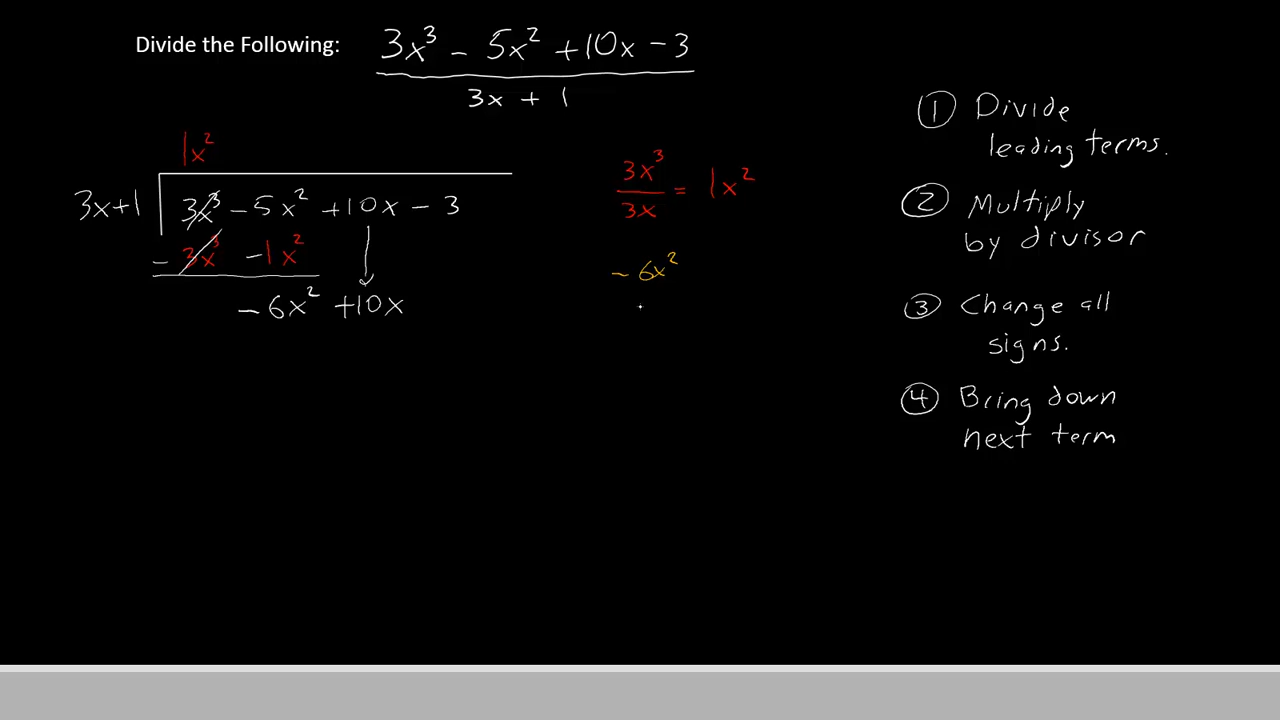 Divide the Following: 3x³ - 5x² + 10x - 3
3x + 1
1x²
3x+1 3x³ - 5x² + 10x - 3
- 3x³ - 1x²
- 6x² + 10x
3x³
3x = 1x²
- 6x²
① Divide
leading terms.
② Multiply
by divisor
③ Change all
signs.
④ Bring down
next term